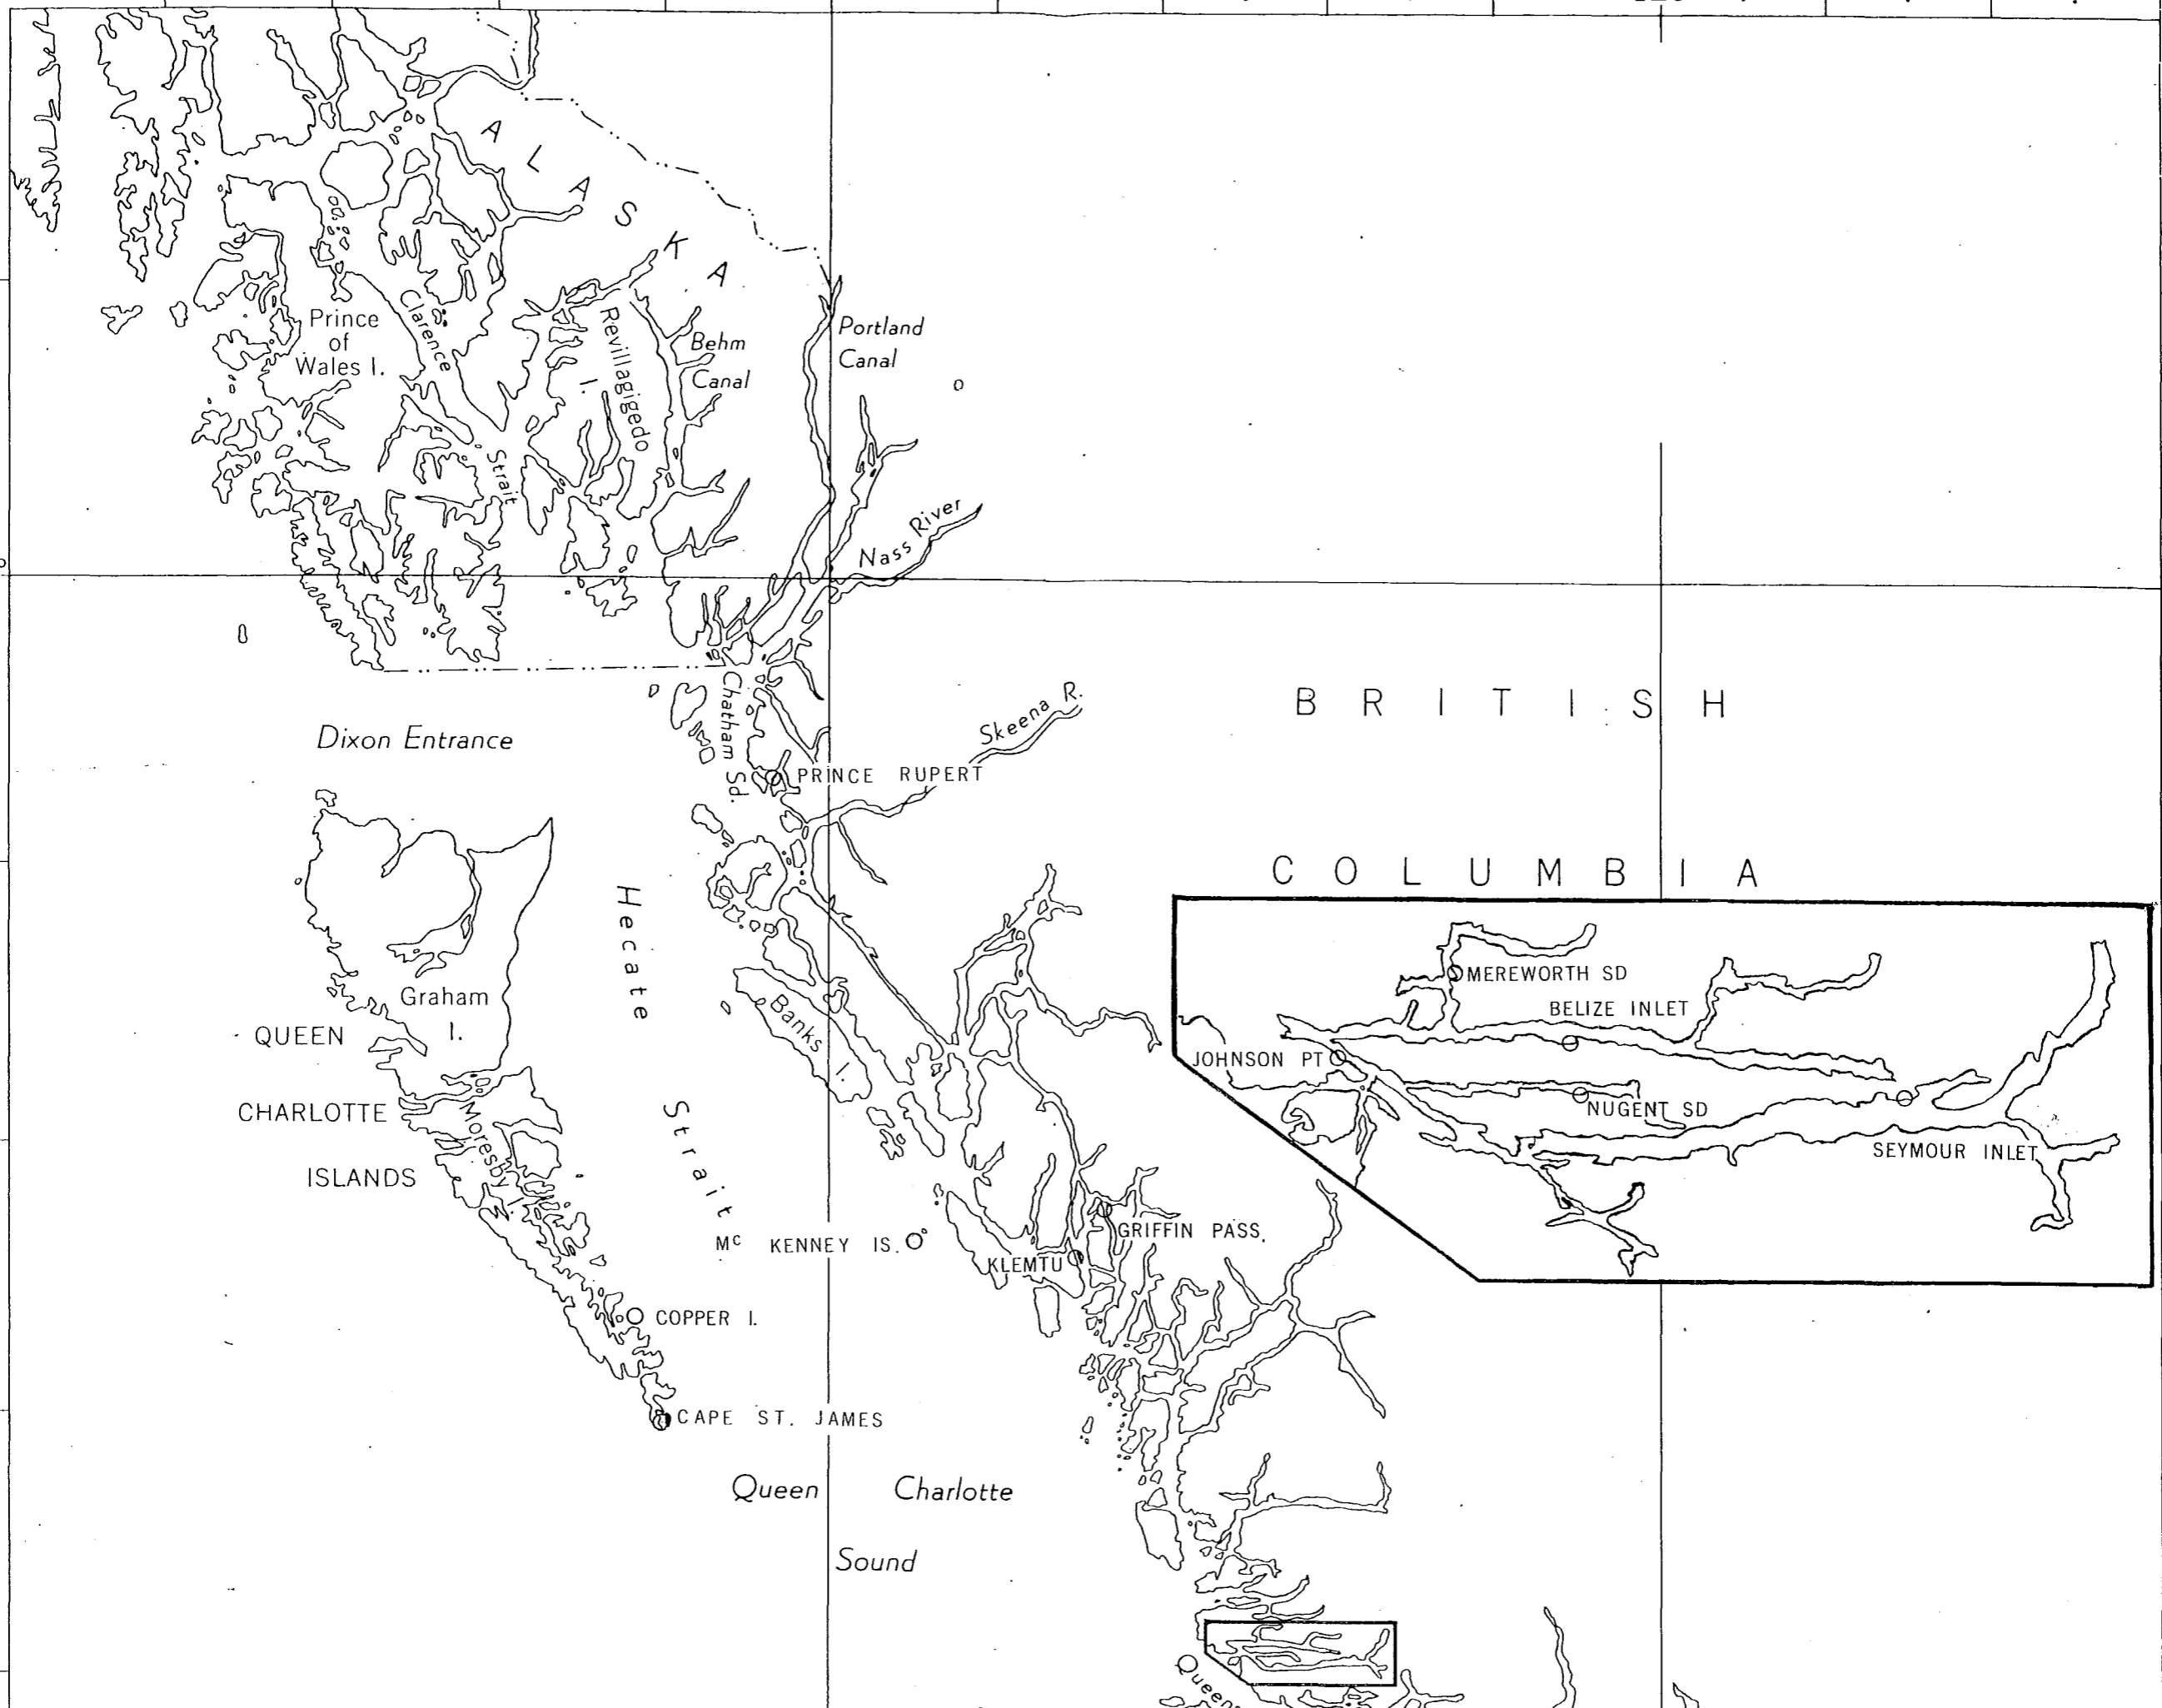 ALASKA
Prince
of
Wales I.
Clarence
Strait
Revillagigedo
I.
Behm
Canal
Portland
Canal
Nass River
BRITISH
COLUMBIA
Dixon Entrance
Chatham Sd.
Skeena R.
PRINCE RUPERT
Hecate
Strait
Graham
I.
QUEEN
CHARLOTTE
ISLANDS
Moresby I.
Banks I.
MEREWORTH SD
BELIZE INLET
JOHNSON PT
NUGENT SD
SEYMOUR INLET
GRIFFIN PASS.
Mc KENNEY IS.
KLEMTU
COPPER I.
CAPE ST. JAMES
Queen Charlotte
Sound
Queen